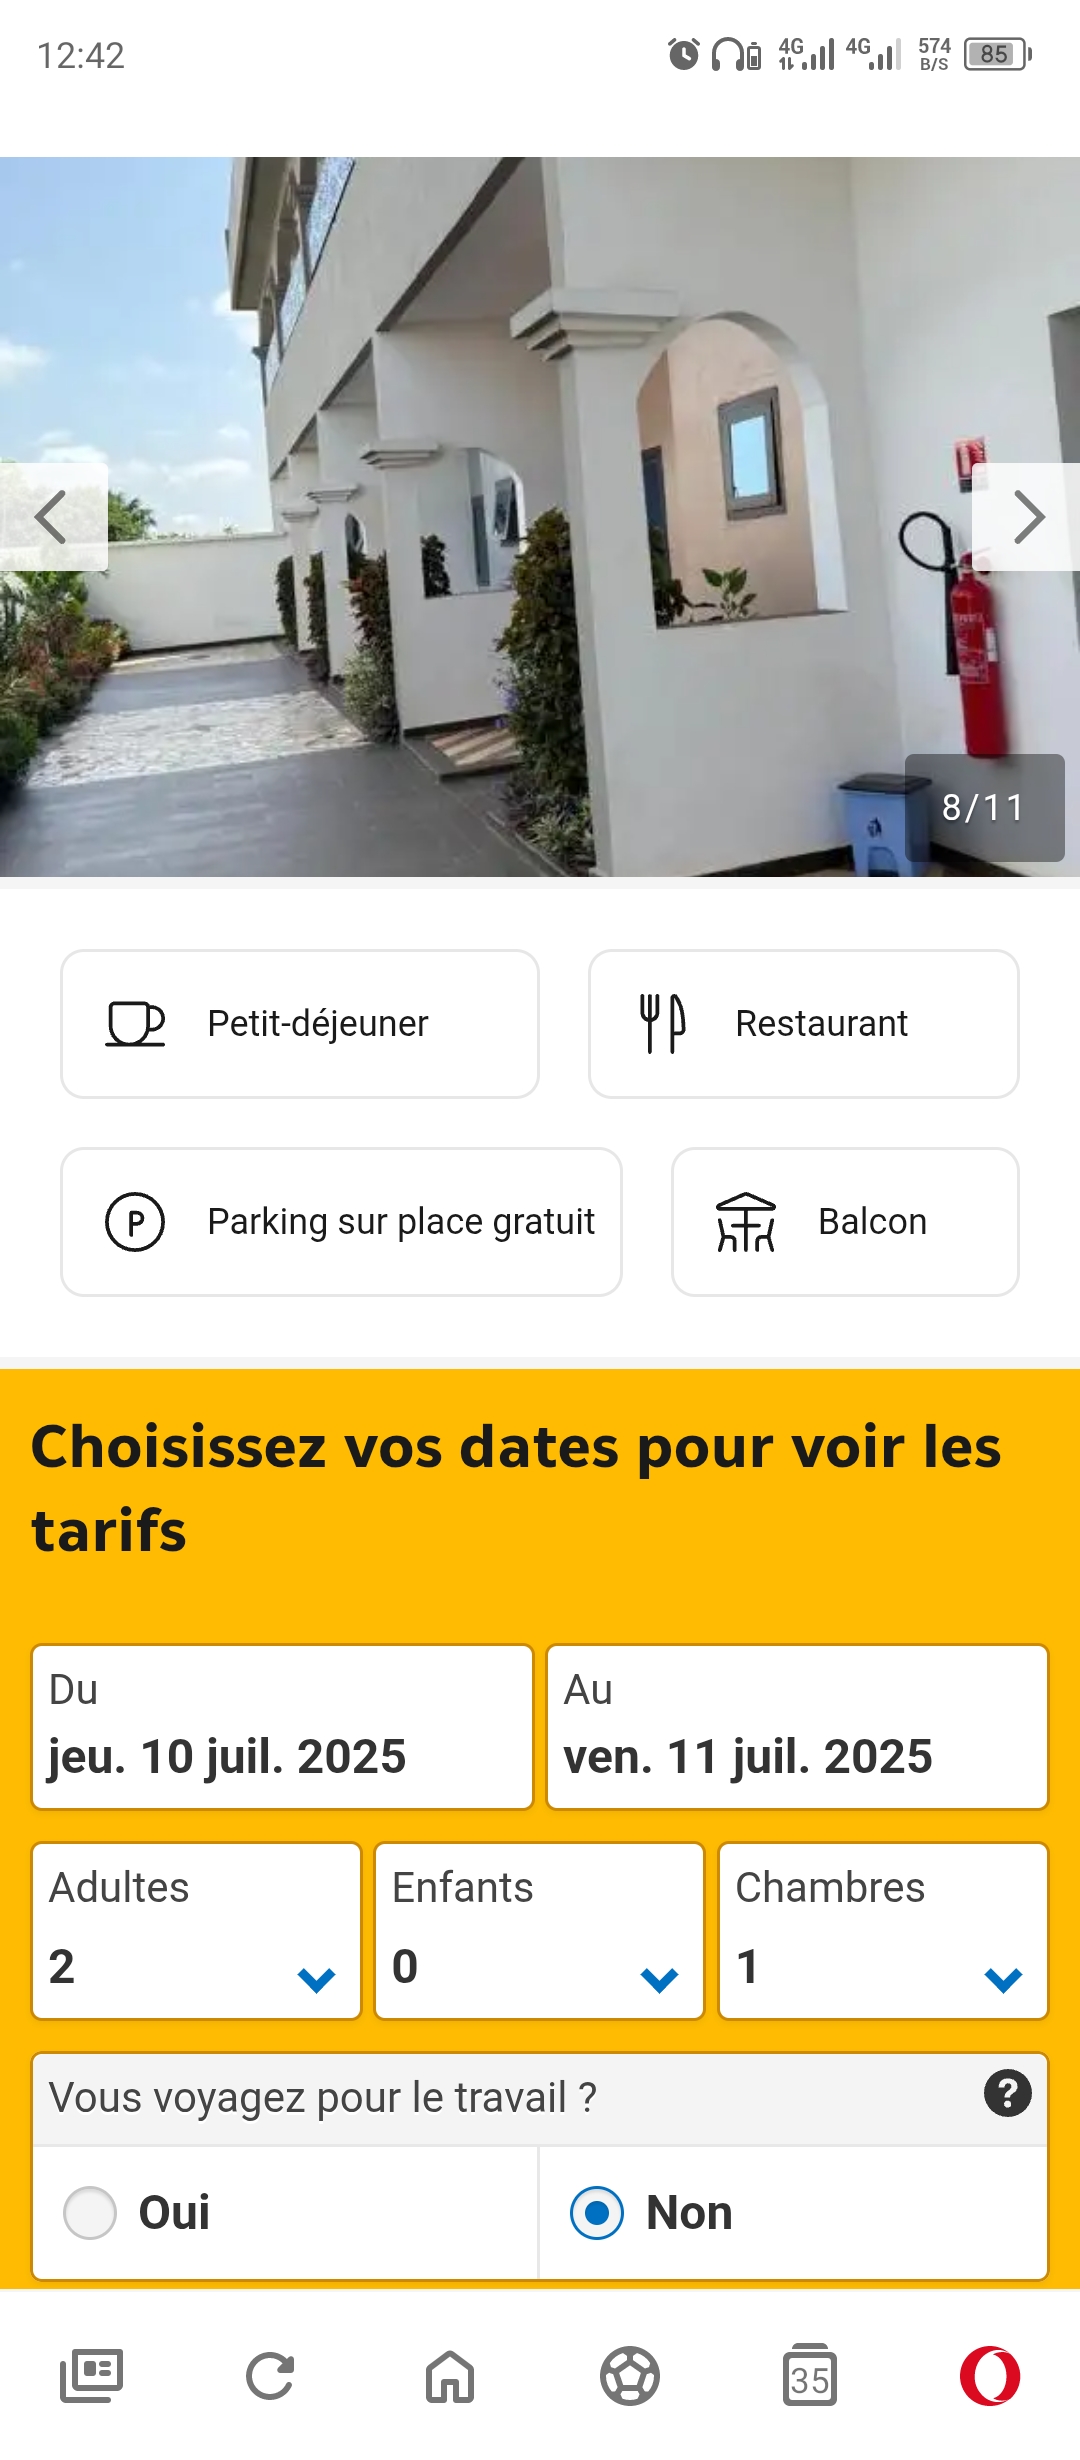 12:42
4G 4G 574 B/S 85
8/11
Petit-déjeuner
Restaurant
Parking sur place gratuit
Balcon
Choisissez vos dates pour voir les
tarifs
Du
jeu. 10 juil. 2025
Au
ven. 11 juil. 2025
Adultes
2
Enfants
0
Chambres
1
Vous voyagez pour le travail ?
?
Oui
Non
35